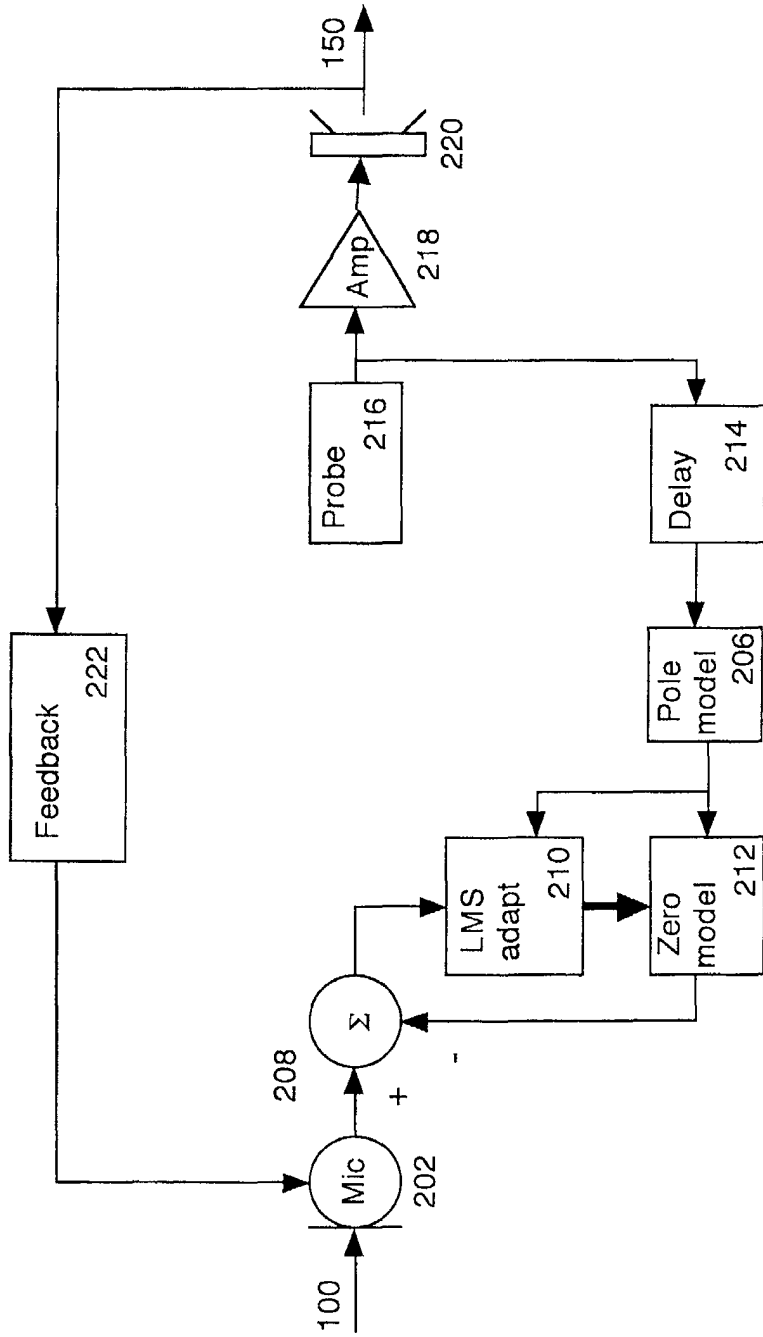 Feedback
222
150
220
Amp
218
Probe
216
Delay
214
Pole
model
206
LMS
adapt
210
Zero
model
212
Σ
208
+
-
Mic
202
100